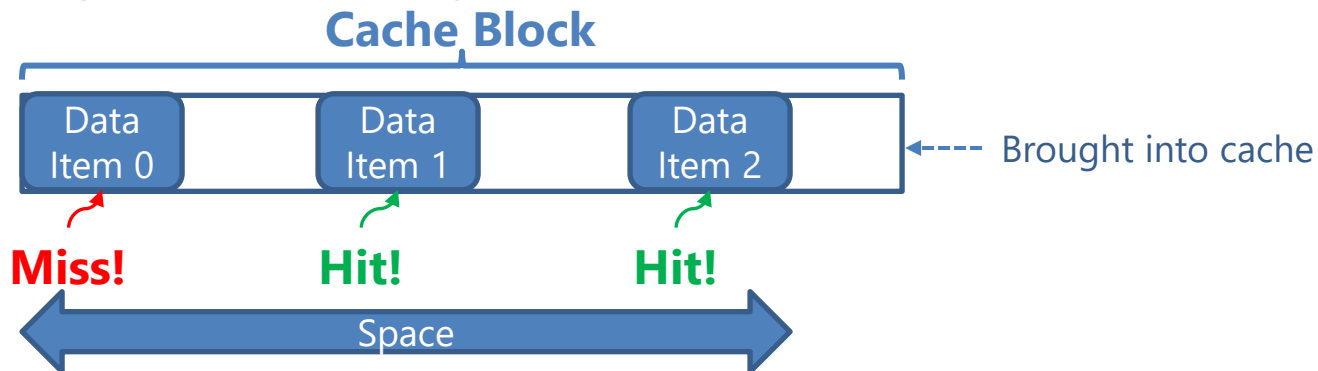 Cache Block
Data
Item 0
Data
Item 1
Data
Item 2
Brought into cache
Miss!
Hit!
Hit!
Space